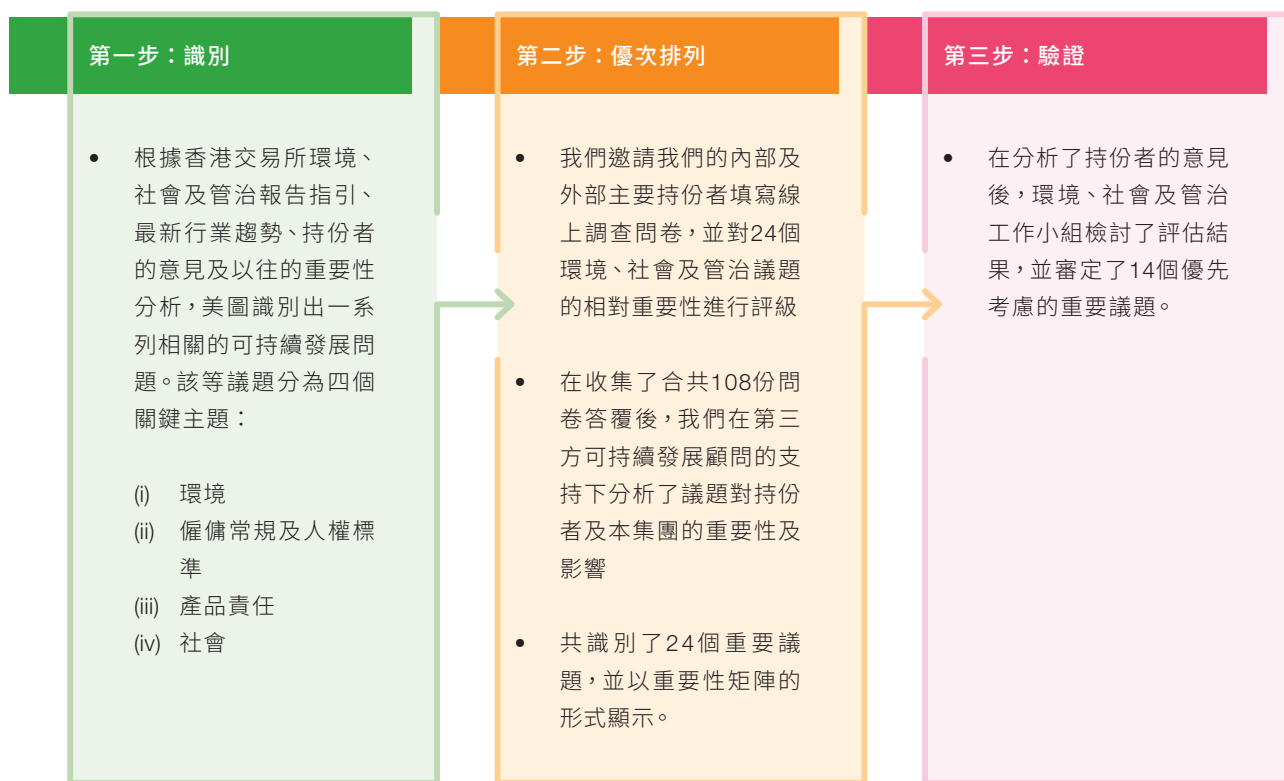 第一步：識別
• 根據香港交易所環境、
社會及管治報告指引、
最新行業趨勢、持份者
的意見及以往的重要性
分析，美圖識別出一系
列相關的可持續發展問
題。該等議題分為四個
關鍵主題：
(i) 環境
(ii) 僱傭常規及人權標
準
(iii) 產品責任
(iv) 社會
第二步：優次排列
• 我們邀請我們的內部及
外部主要持份者填寫線
上調查問卷，並對24個
環境、社會及管治議題
的相對重要性進行評級
• 在收集了合共108份問
卷答覆後，我們在第三
方可持續發展顧問的支
持下分析了議題對持份
者及本集團的重要性及
影響
• 共識別了24個重要議
題，並以重要性矩陣的
形式顯示。
第三步：驗證
• 在分析了持份者的意見
後，環境、社會及管治
工作小組檢討了評估結
果，並審定了14個優先
考慮的重要議題。